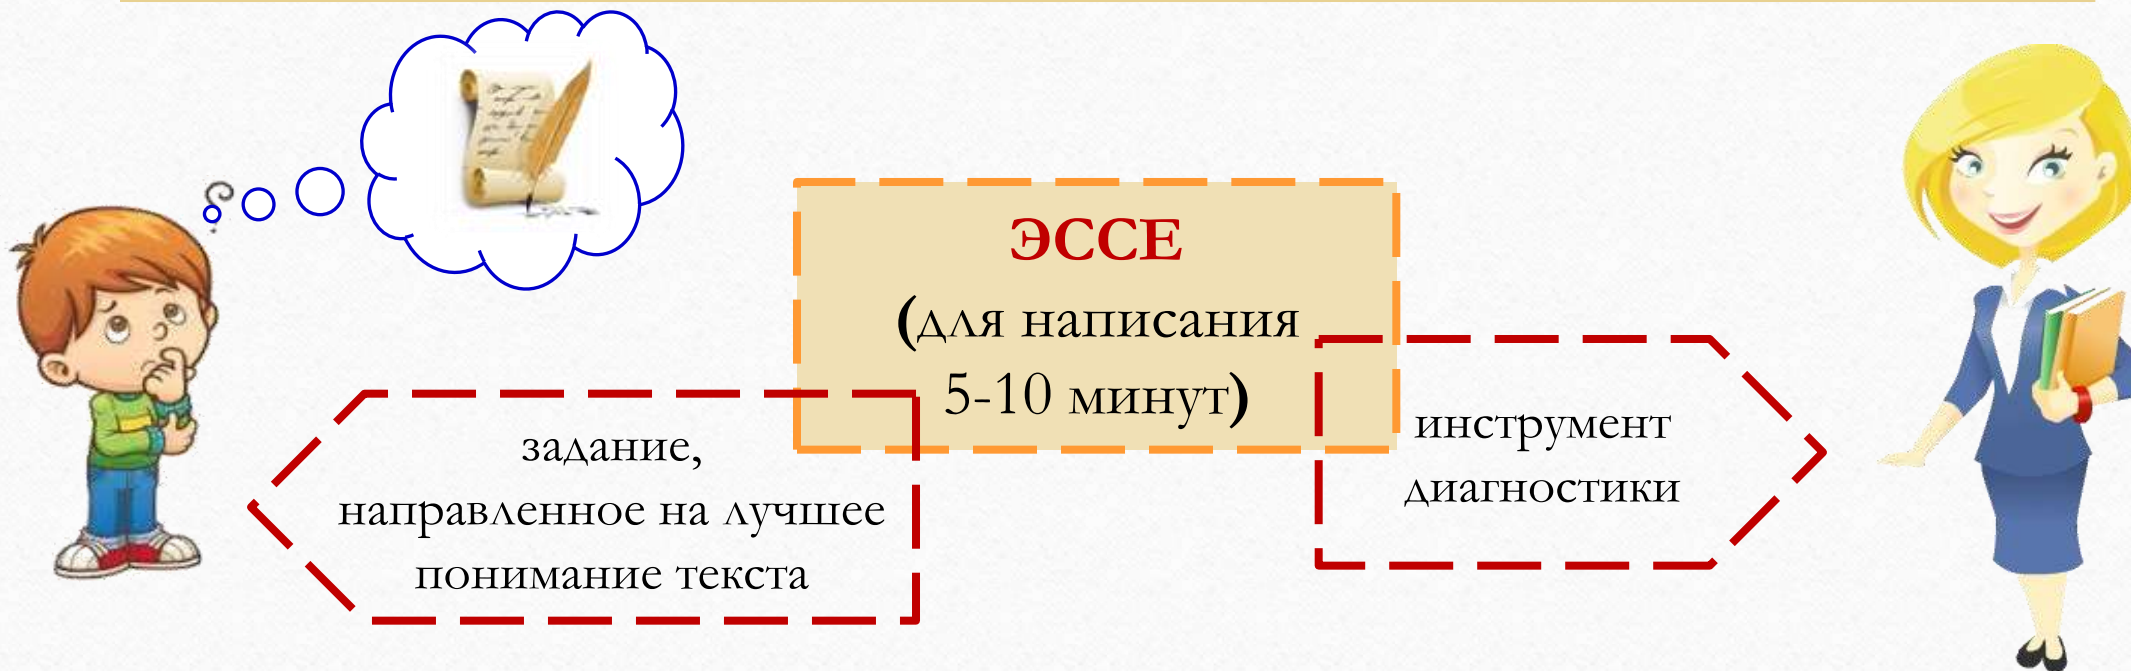 ЭССЕ
(для написания
5-10 минут)
задание,
направленное на лучшее
понимание текста
инструмент
диагностики